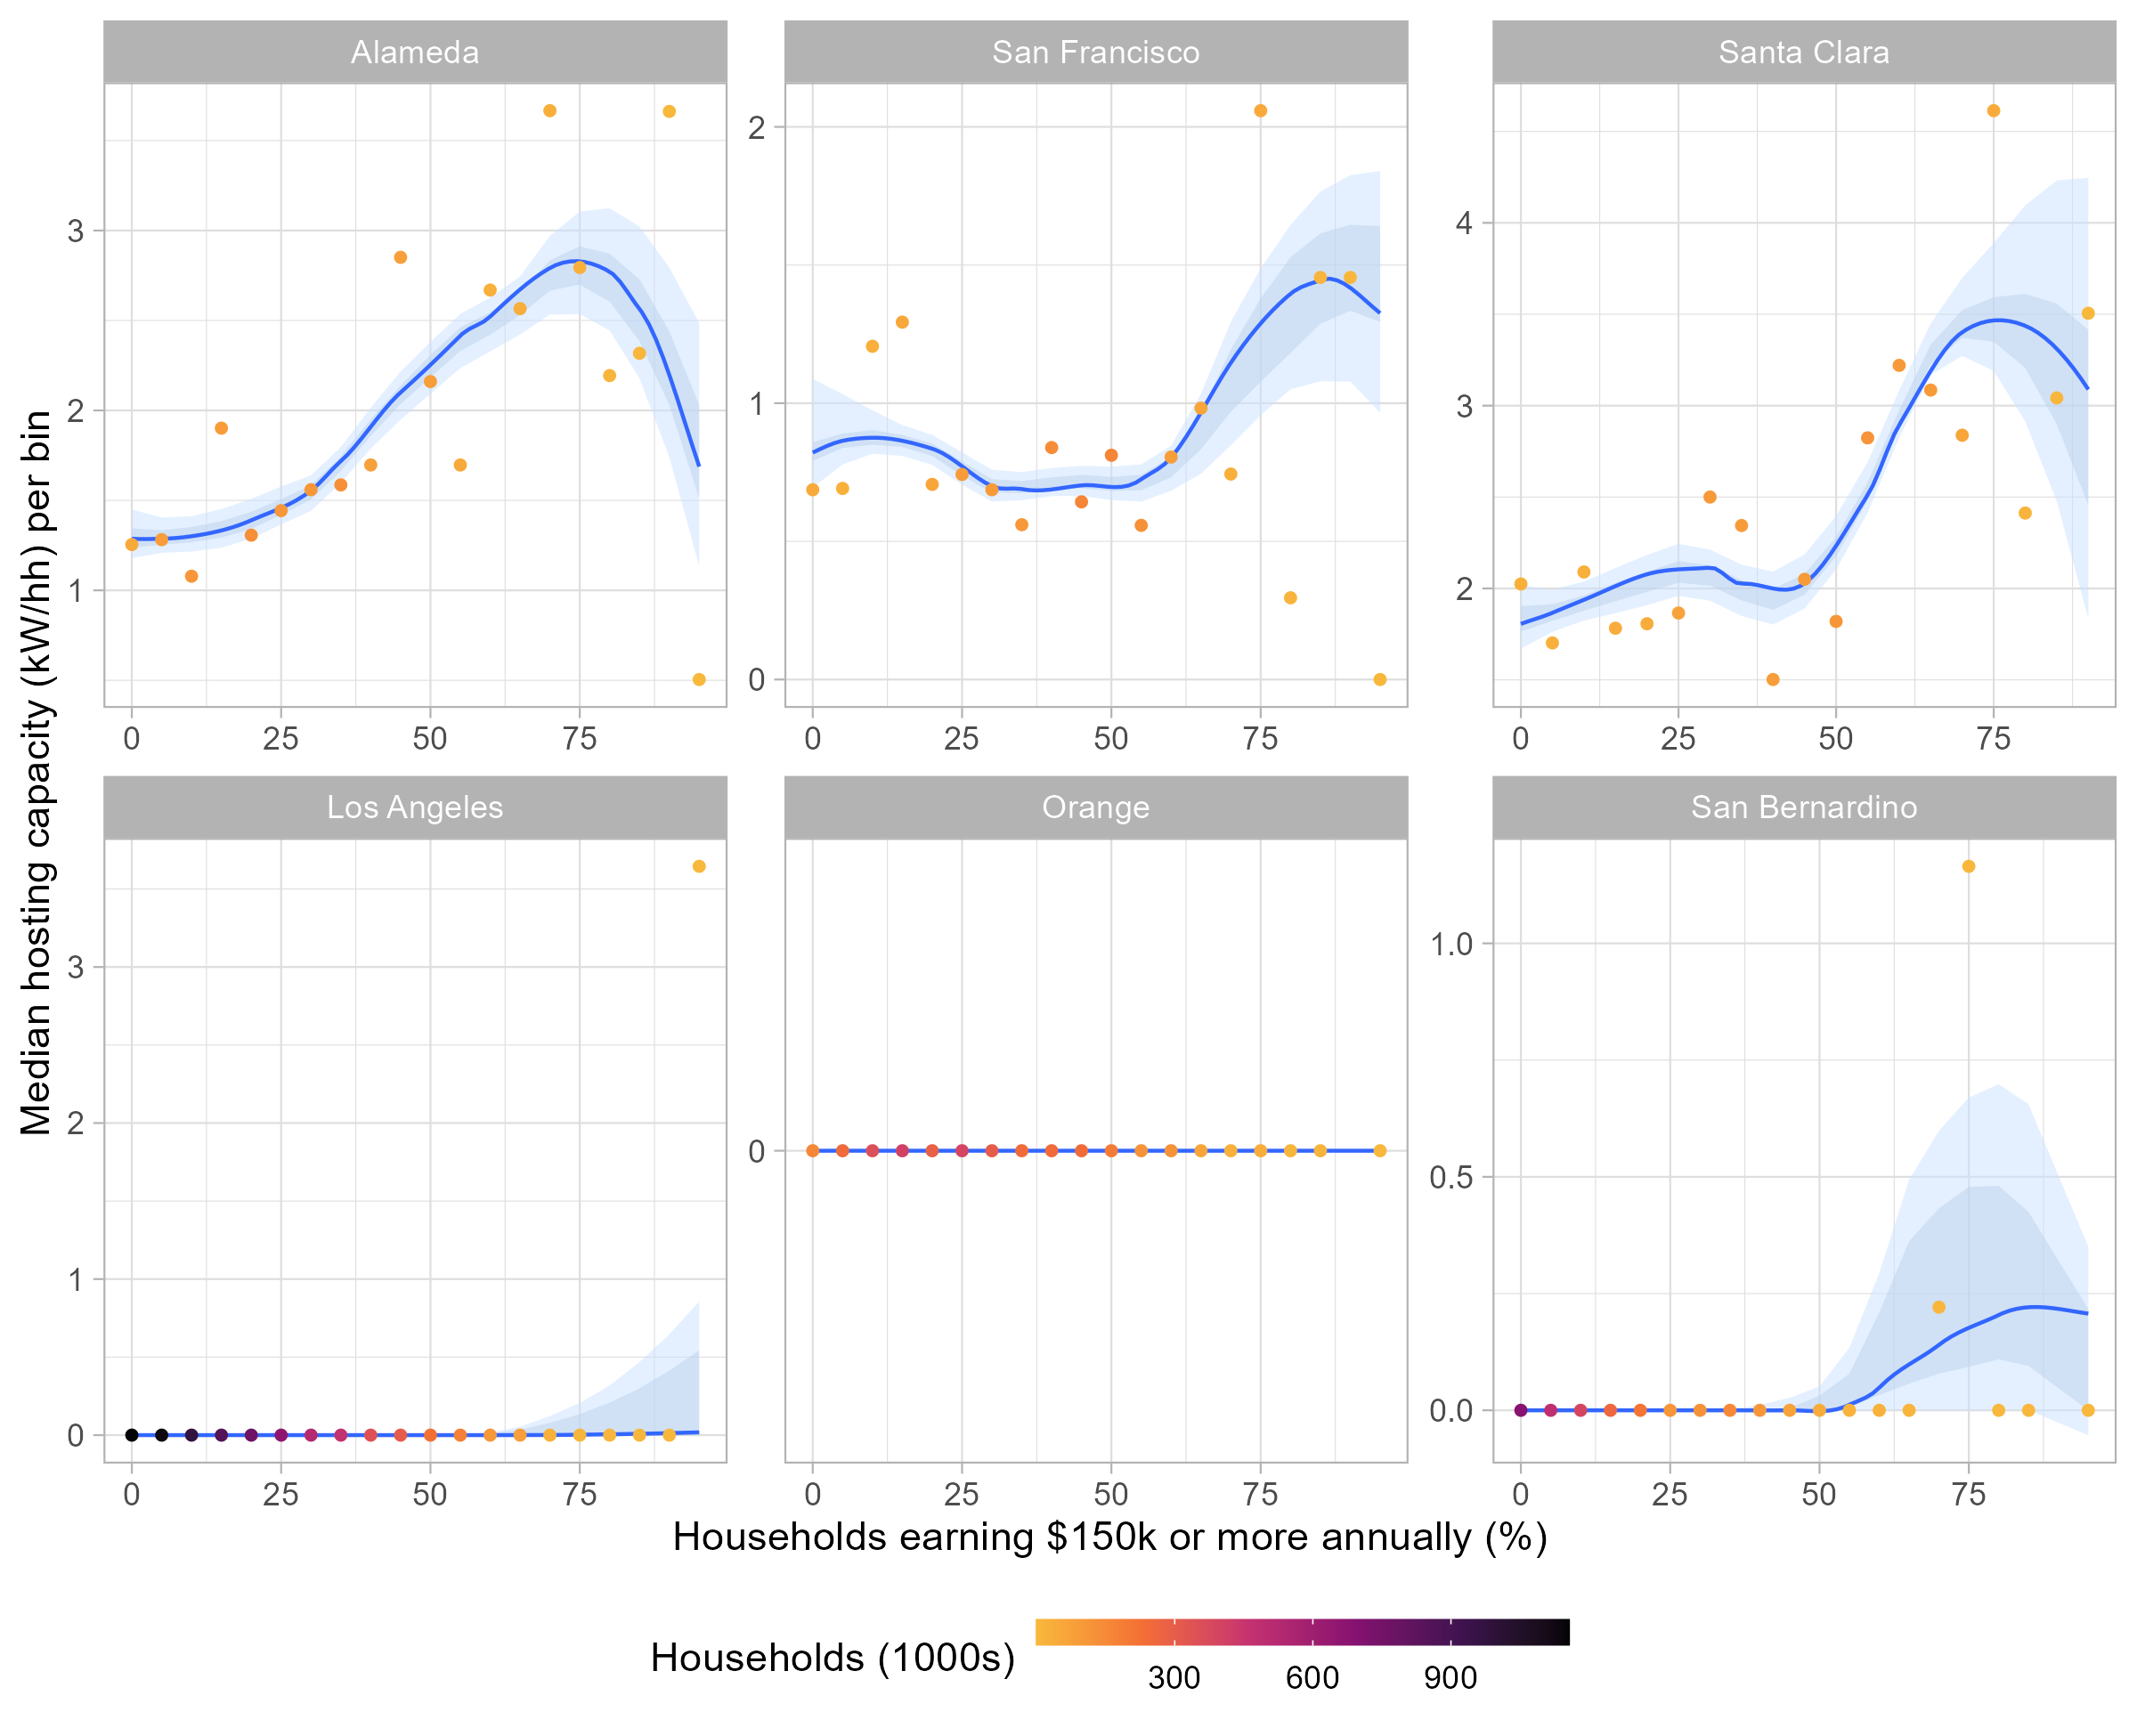 Alameda
San Francisco
Santa Clara
Median hosting capacity (kW/hh) per bin
3
2
1
2
1
0
4
3
2
0 25 50 75
0 25 50 75
0 25 50 75
Los Angeles
Orange
San Bernardino
3
2
1
0
0
1.0
0.5
0.0
0 25 50 75
0 25 50 75
0 25 50 75
Households earning $150k or more annually (%)
Households (1000s)
300 600 900